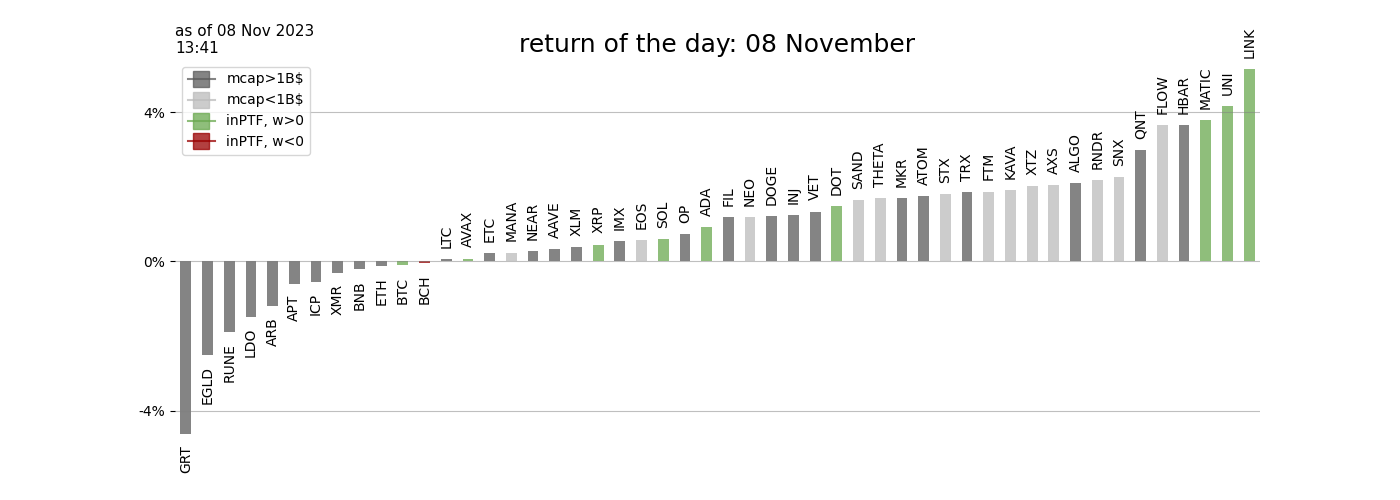 as of 08 Nov 2023
13:41
return of the day: 08 November
mcap>1B$
mcap<1B$
inPTF, w>0
inPTF, w<0
4%
0%
-4%
GRT
EGLD
RUNE
LDO
ARB
APT
ICP
XMR
BNB
ETH
BTC
BCH
LTC
AVAX
ETC
MANA
NEAR
AAVE
XLM
XRP
IMX
EOS
SOL
OP
ADA
FIL
NEO
DOGE
INJ
VET
DOT
SAND
THETA
MKR
ATOM
STX
TRX
FTM
KAVA
XTZ
AXS
ALGO
RNDR
SNX
QNT
FLOW
HBAR
MATIC
UNI
LINK